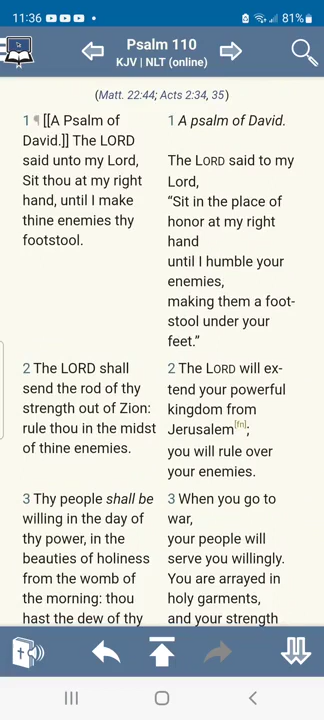 11:36
81%
Psalm 110
KJV | NLT (online)
(Matt. 22:44; Acts 2:34, 35)
1 ¶ [[A Psalm of
David.]] The LORD
said unto my Lord,
Sit thou at my right
hand, until I make
thine enemies thy
footstool.
1 A psalm of David.
The LORD said to my
Lord,
“Sit in the place of
honor at my right
hand
until I humble your
enemies,
making them a foot-
stool under your
feet.”
2 The LORD shall
send the rod of thy
strength out of Zion:
rule thou in the midst
of thine enemies.
2 The LORD will ex-
tend your powerful
kingdom from
Jerusalem[fn];
you will rule over
your enemies.
3 Thy people shall be
willing in the day of
thy power, in the
beauties of holiness
from the womb of
the morning: thou
hast the dew of thy
3 When you go to
war,
your people will
serve you willingly.
You are arrayed in
holy garments,
and your strength